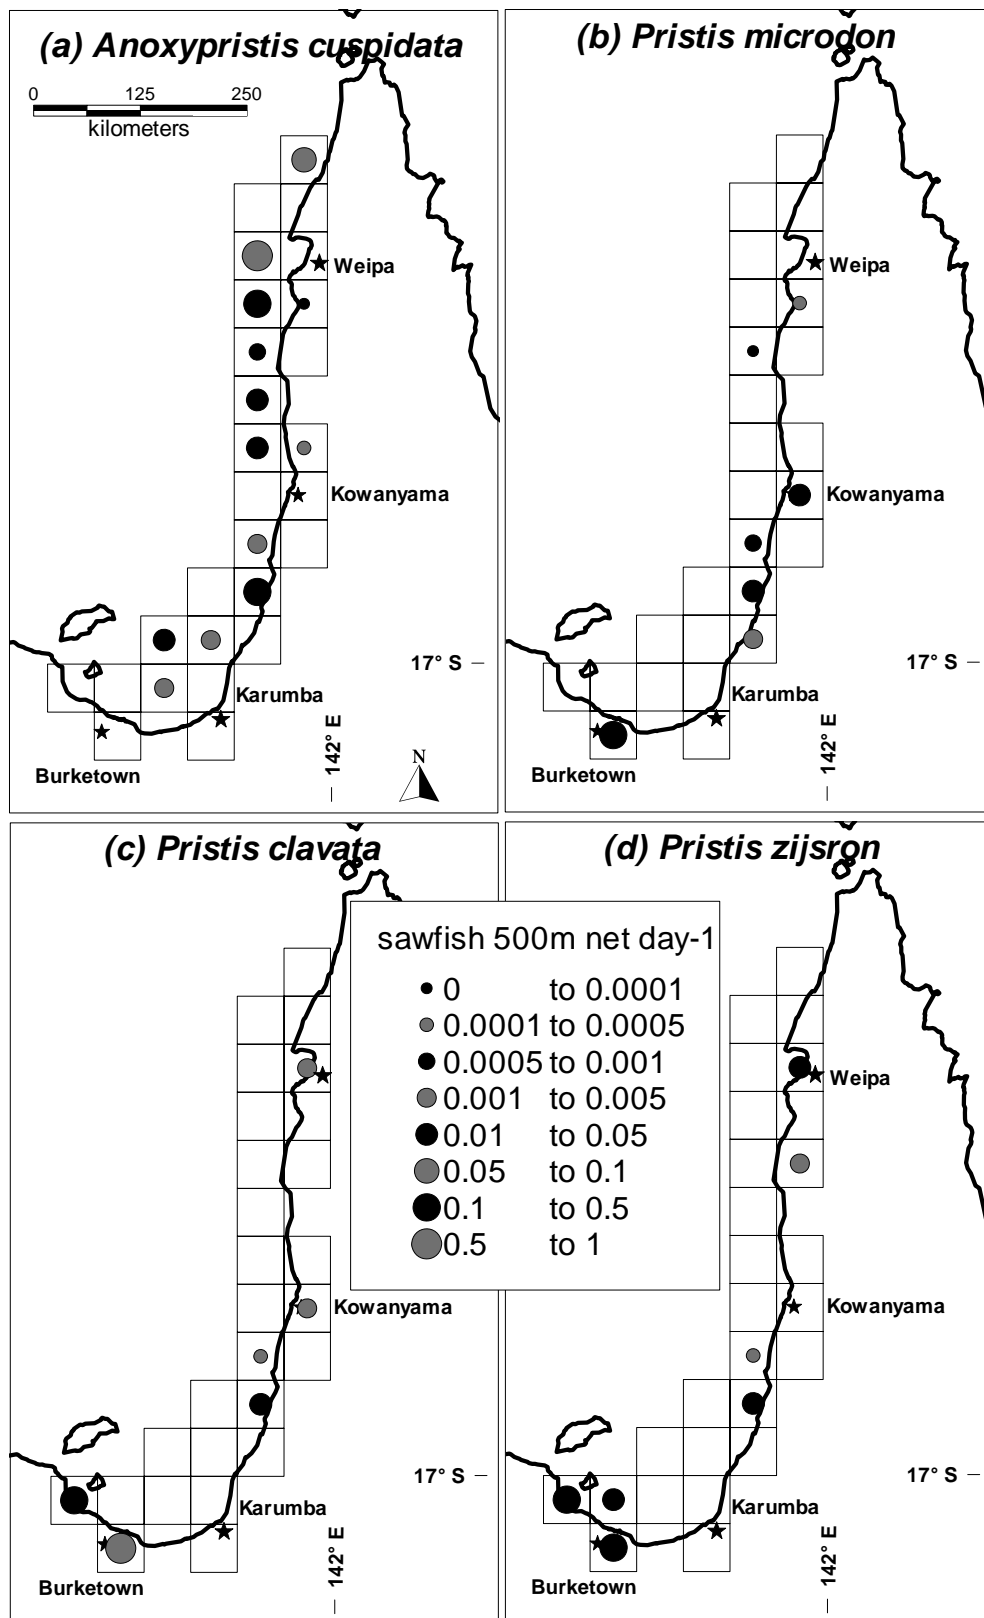 (a) Anoxypristis cuspidata
0 125 250
kilometers
Weipa
Kowanyama
17° S
Karumba
142° E
N
Burketown
(b) Pristis microdon
Weipa
Kowanyama
17° S
Karumba
142° E
Burketown
(c) Pristis clavata
Kowanyama
17° S
Karumba
142° E
Burketown
sawfish 500m net day-1
0 to 0.0001
0.0001 to 0.0005
0.0005 to 0.001
0.001 to 0.005
0.01 to 0.05
0.05 to 0.1
0.1 to 0.5
0.5 to 1
(d) Pristis zijsron
Weipa
Kowanyama
17° S
Karumba
142° E
Burketown